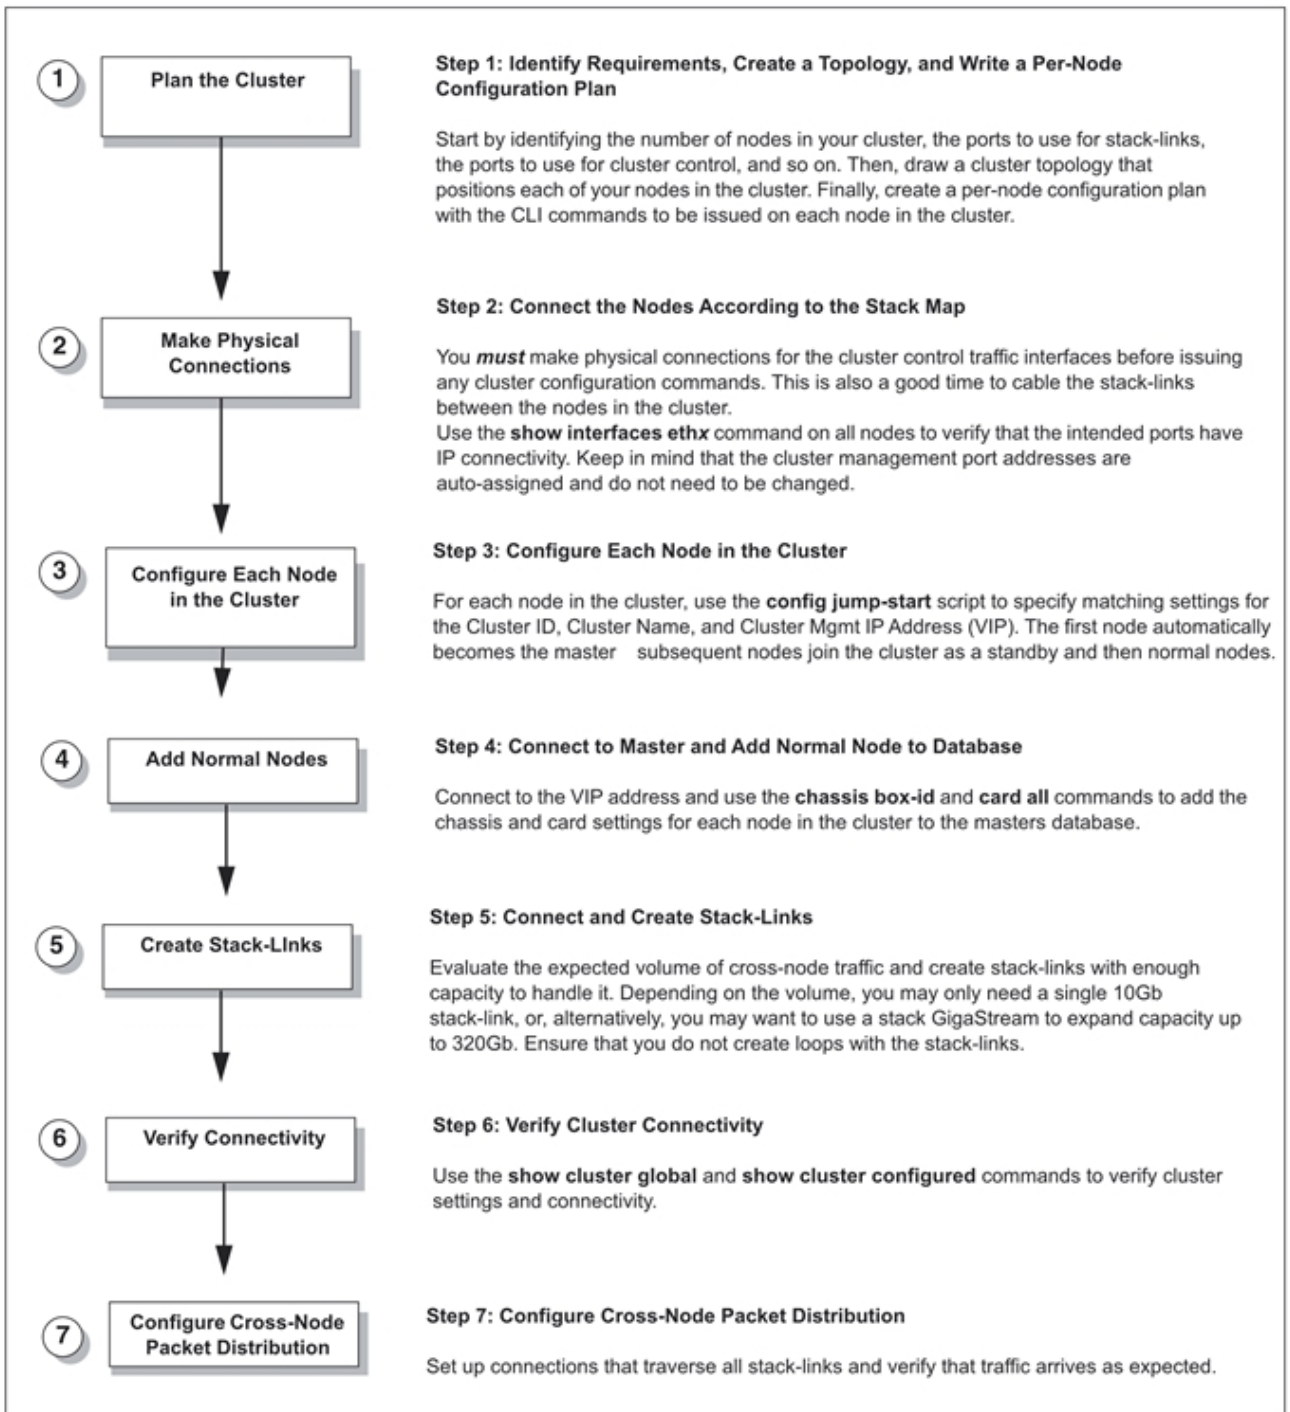 1
Plan the Cluster
Step 1: Identify Requirements, Create a Topology, and Write a Per-Node
Configuration Plan
Start by identifying the number of nodes in your cluster, the ports to use for stack-links,
the ports to use for cluster control, and so on. Then, draw a cluster topology that
positions each of your nodes in the cluster. Finally, create a per-node configuration plan
with the CLI commands to be issued on each node in the cluster.
2
Make Physical
Connections
Step 2: Connect the Nodes According to the Stack Map
You must make physical connections for the cluster control traffic interfaces before issuing
any cluster configuration commands. This is also a good time to cable the stack-links
between the nodes in the cluster.
Use the show interfaces ethx command on all nodes to verify that the intended ports have
IP connectivity. Keep in mind that the cluster management port addresses are
auto-assigned and do not need to be changed.
3
Configure Each Node
in the Cluster
Step 3: Configure Each Node in the Cluster
For each node in the cluster, use the config jump-start script to specify matching settings for
the Cluster ID, Cluster Name, and Cluster Mgmt IP Address (VIP). The first node automatically
becomes the master subsequent nodes join the cluster as a standby and then normal nodes.
4
Add Normal Nodes
Step 4: Connect to Master and Add Normal Node to Database
Connect to the VIP address and use the chassis box-id and card all commands to add the
chassis and card settings for each node in the cluster to the masters database.
5
Create Stack-LInks
Step 5: Connect and Create Stack-Links
Evaluate the expected volume of cross-node traffic and create stack-links with enough
capacity to handle it. Depending on the volume, you may only need a single 10Gb
stack-link, or, alternatively, you may want to use a stack GigaStream to expand capacity up
to 320Gb. Ensure that you do not create loops with the stack-links.
6
Verify Connectivity
Step 6: Verify Cluster Connectivity
Use the show cluster global and show cluster configured commands to verify cluster
settings and connectivity.
7
Configure Cross-Node
Packet Distribution
Step 7: Configure Cross-Node Packet Distribution
Set up connections that traverse all stack-links and verify that traffic arrives as expected.